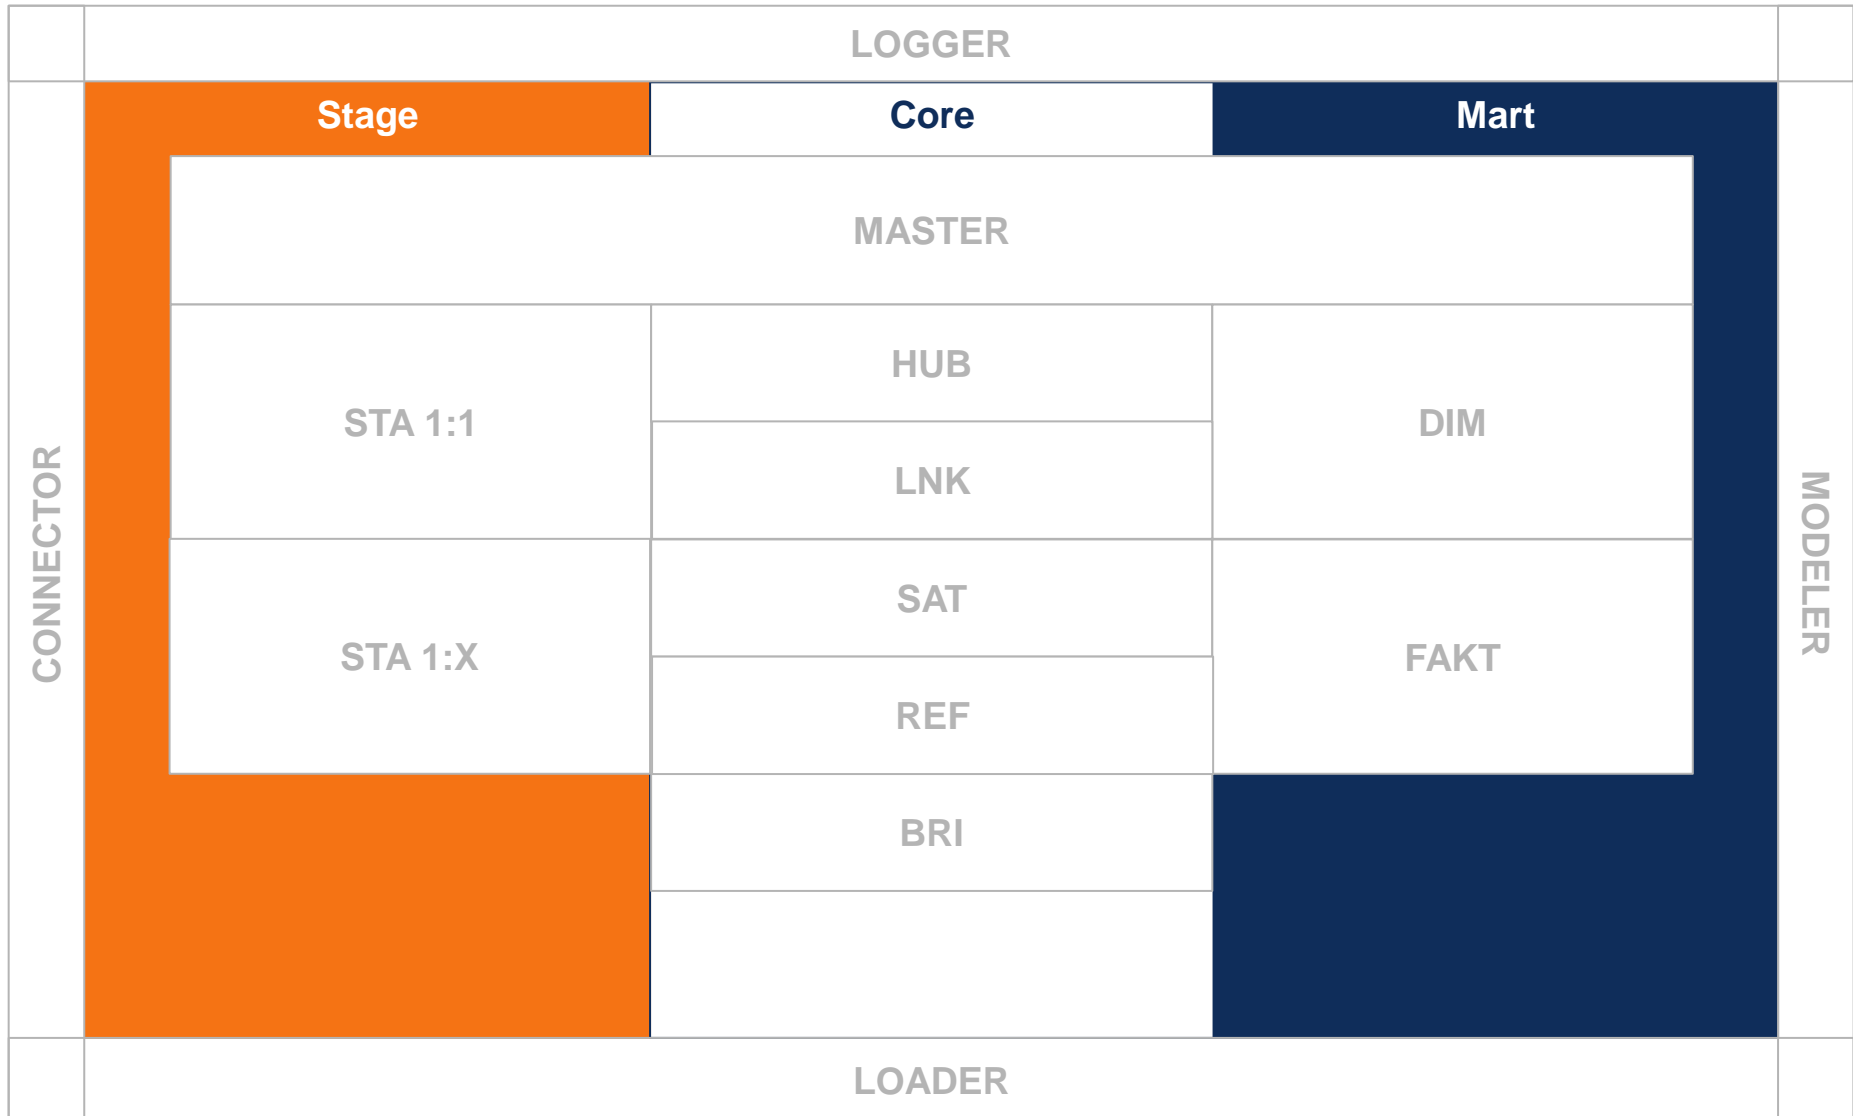 LOGGER
Stage
Core
Mart
MASTER
HUB
STA 1:1
DIM
LNK
CONNECTOR
MODELER
SAT
STA 1:X
FAKT
REF
BRI
LOADER